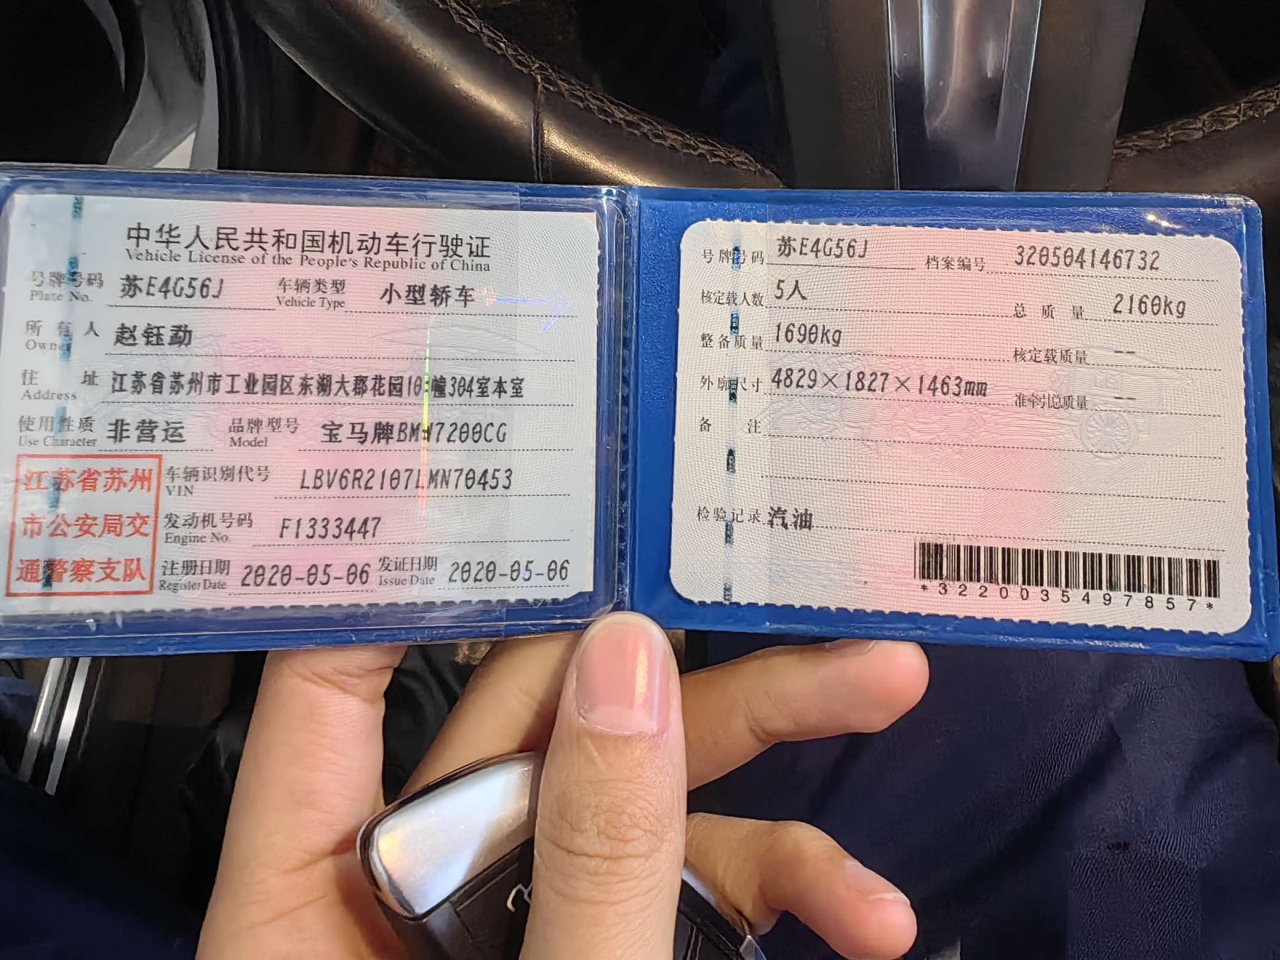 中华人民共和国机动车行驶证
Vehicle License of the People's Republic of China
号牌号码 苏E4G56J 车辆类型 小型轿车
Plate No. Vehicle Type
所有人 赵钰勐
Owner
住址 江苏省苏州市工业园区东湖大郡花园10幢304室本室
Address
使用性质 非营运 品牌型号 宝马牌BMW7200CG
Use Character Model
江苏省苏州
市公安局交
通警察支队
车辆识别代号 LBV6R2107LMN70453
VIN
发动机号码 F1333447
Engine No.
注册日期 2020-05-06 发证日期 2020-05-06
Register Date Issue Date
号牌号码 苏E4G56J 档案编号 320504146732
核定载人数 5人 总质量 2160kg
整备质量 1690kg 核定载质量 --
外廓尺寸 4829×1827×1463mm 准牵引总质量 --
备注
检验记录 汽油
*3220035497857*